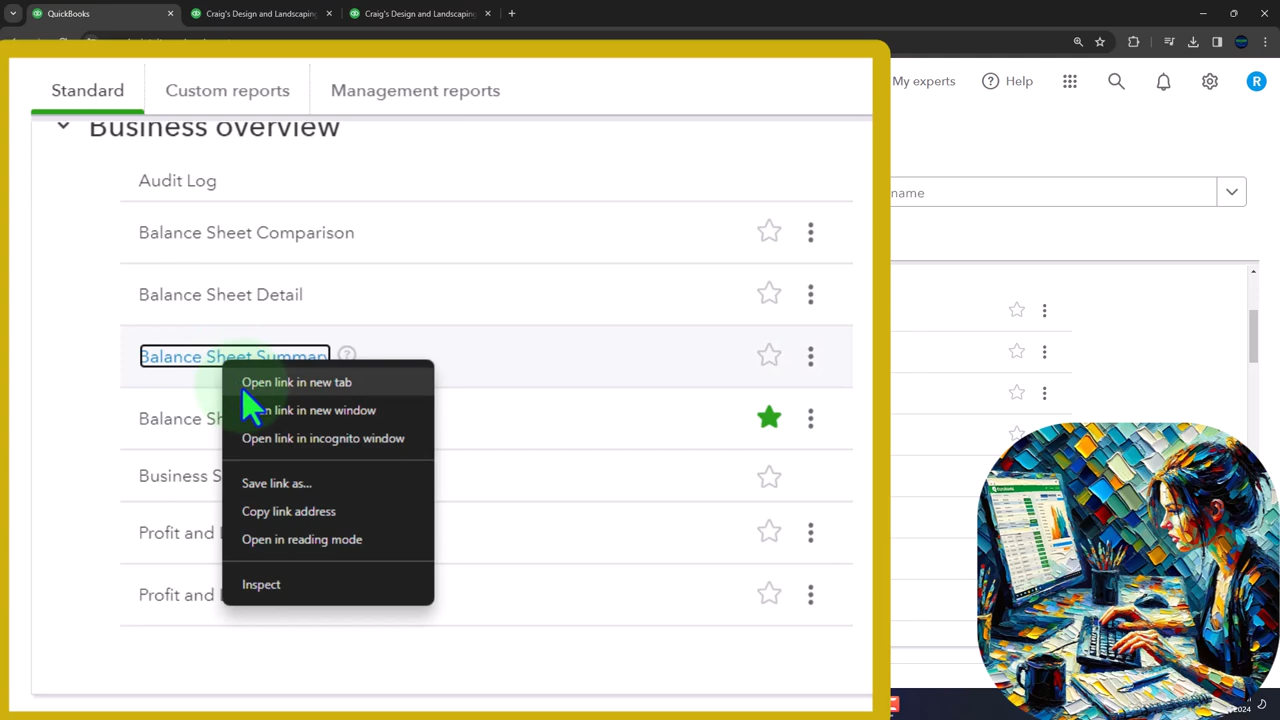 QuickBooks
Craig's Design and Landscaping
Craig's Design and Landscaping
My experts
Help
Standard
Custom reports
Management reports
name
Business overview
Audit Log
Balance Sheet Comparison
Balance Sheet Detail
Balance Sheet Summary
Open link in new tab
link in new window
Open link in incognito window
Save link as...
Copy link address
Open in reading mode
Inspect
Balance
Business
Profit and
Profit and
R